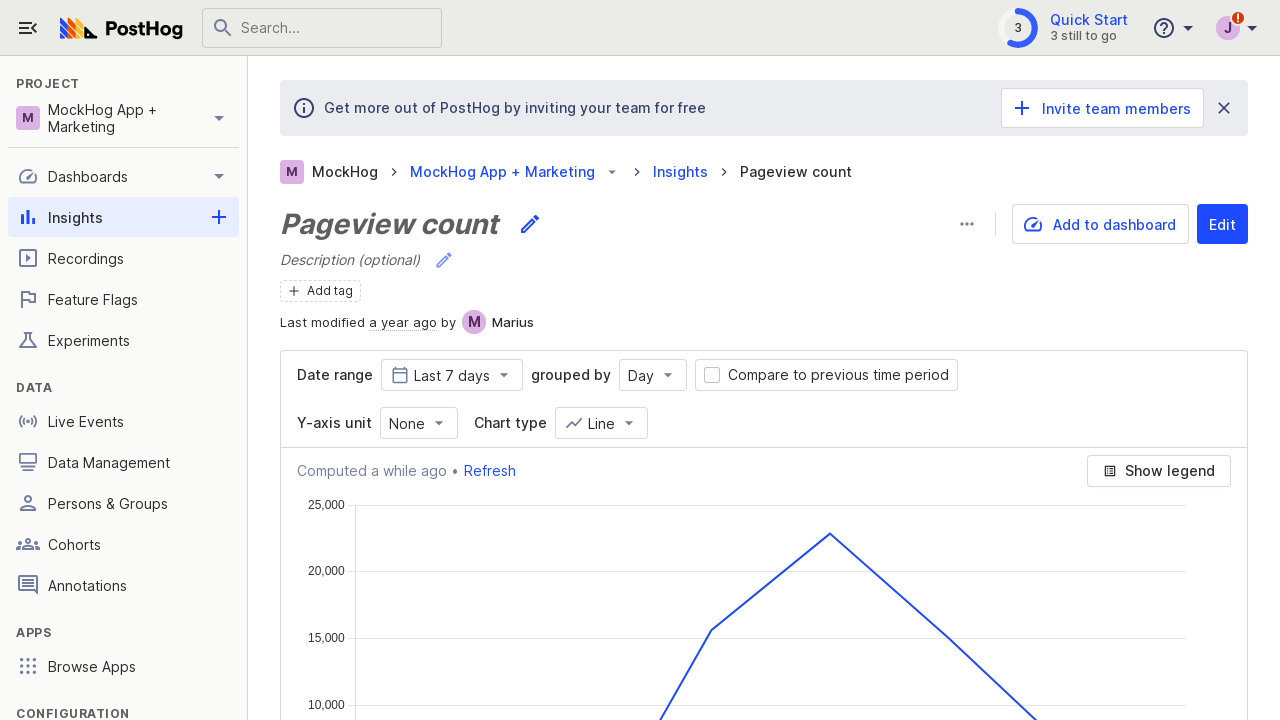 PostHog
Search...
3
Quick Start
3 still to go
J
PROJECT
M
MockHog App +
Marketing
Dashboards
Insights
Recordings
Feature Flags
Experiments
DATA
Live Events
Data Management
Persons & Groups
Cohorts
Annotations
APPS
Browse Apps
CONFIGURATION
Get more out of PostHog by inviting your team for free
Invite team members
M MockHog > MockHog App + Marketing > Insights > Pageview count
Pageview count
Add to dashboard
Edit
Description (optional)
Add tag
Last modified a year ago by M Marius
Date range Last 7 days grouped by Day Compare to previous time period
Y-axis unit None Chart type Line
Computed a while ago • Refresh
Show legend
25,000
20,000
15,000
10,000